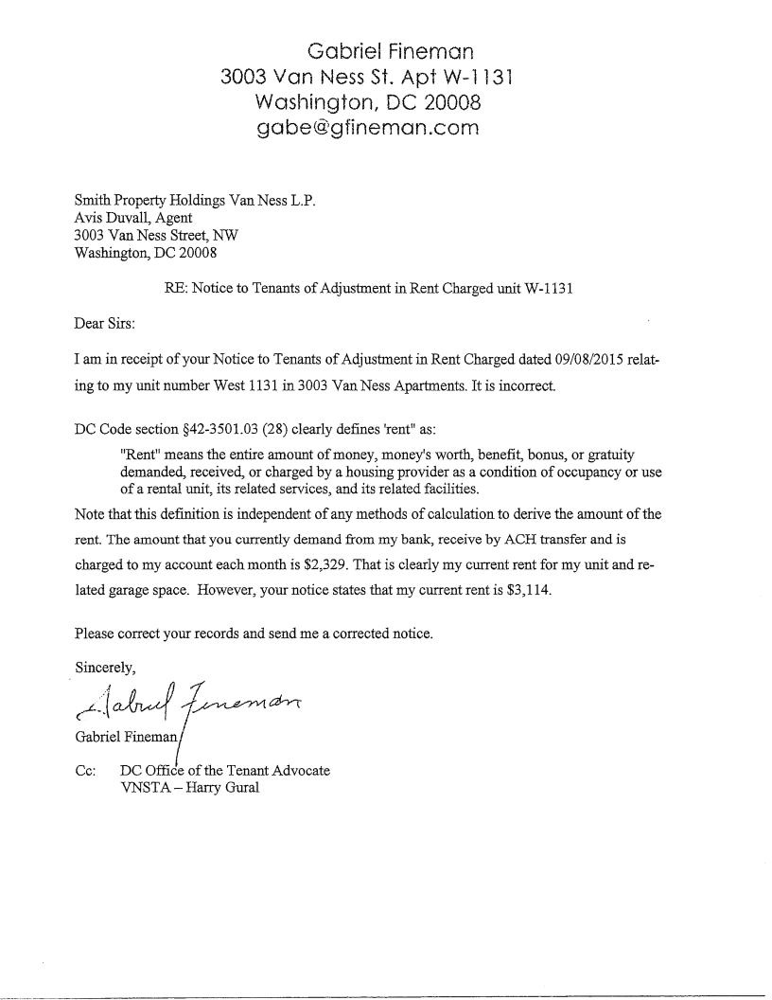 Gabriel Fineman
3003 Van Ness St. Apt W-1131
Washington, DC 20008
gabe@gfineman.com
Smith Property Holdings Van Ness L.P.
Avis Duvall, Agent
3003 Van Ness Street, NW
Washington, DC 20008
RE: Notice to Tenants of Adjustment in Rent Charged unit W-1131
Dear Sirs:
I am in receipt of your Notice to Tenants of Adjustment in Rent Charged dated 09/08/2015 relat-
ing to my unit number West 1131 in 3003 Van Ness Apartments. It is incorrect.
DC Code section §42-3501.03 (28) clearly defines 'rent" as:
"Rent" means the entire amount of money, money's worth, benefit, bonus, or gratuity
demanded, received, or charged by a housing provider as a condition of occupancy or use
of a rental unit, its related services, and its related facilities.
Note that this definition is independent of any methods of calculation to derive the amount of the
rent. The amount that you currently demand from my bank, receive by ACH transfer and is
charged to my account each month is $2,329. That is clearly my current rent for my unit and re-
lated garage space.  However, your notice states that my current rent is $3,114.
Please correct your records and send me a corrected notice.
Sincerely,
Gabriel Fineman
Gabriel Fineman
Cc: DC Office of the Tenant Advocate
VNSTA – Harry Gural